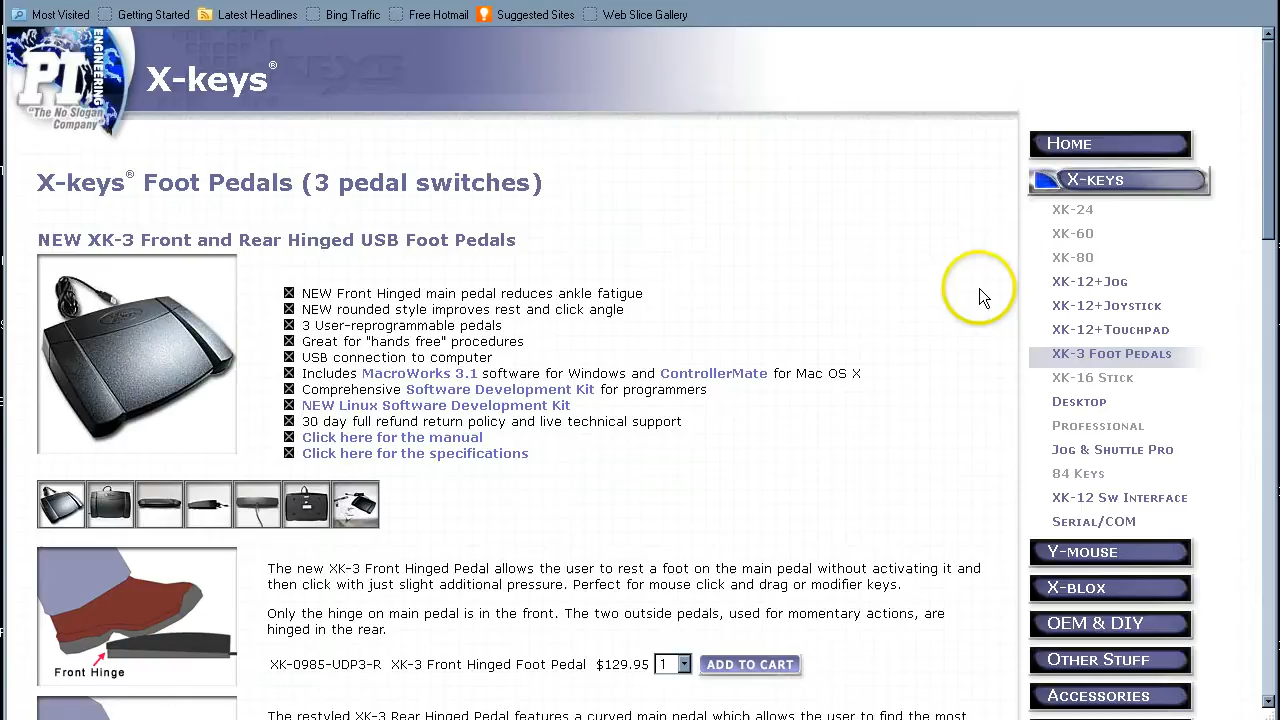 Most Visited Getting Started Latest Headlines Bing Traffic Free Hotmail Suggested Sites Web Slice Gallery
PI ENGINEERING
"The No Slogan
Company"
X-keys®
Home
X-keys® Foot Pedals (3 pedal switches)
X-keys
XK-24
XK-60
XK-80
XK-12+Jog
XK-12+Joystick
XK-12+Touchpad
XK-3 Foot Pedals
XK-16 Stick
Desktop
Professional
Jog & Shuttle Pro
84 Keys
XK-12 Sw Interface
Serial/COM
Y-mouse
X-blox
OEM & DIY
Other Stuff
Accessories
NEW XK-3 Front and Rear Hinged USB Foot Pedals
NEW Front Hinged main pedal reduces ankle fatigue
NEW rounded style improves rest and click angle
3 User-reprogrammable pedals
Great for "hands free" procedures
USB connection to computer
Includes MacroWorks 3.1 software for Windows and ControllerMate for Mac OS X
Comprehensive Software Development Kit for programmers
NEW Linux Software Development Kit
30 day full refund return policy and live technical support
Click here for the manual
Click here for the specifications
Front Hinge
The new XK-3 Front Hinged Pedal allows the user to rest a foot on the main pedal without activating it and
then click with just slight additional pressure. Perfect for mouse click and drag or modifier keys.
Only the hinge on main pedal is in the front. The two outside pedals, used for momentary actions, are
hinged in the rear.
XK-0985-UDP3-R XK-3 Front Hinged Foot Pedal $129.95 1 ADD TO CART